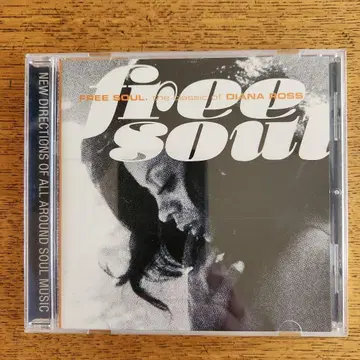 free
FREE SOUL. the classic of DIANA ROSS
soul
NEW DIRECTIONS OF ALL AROUND SOUL MUSIC